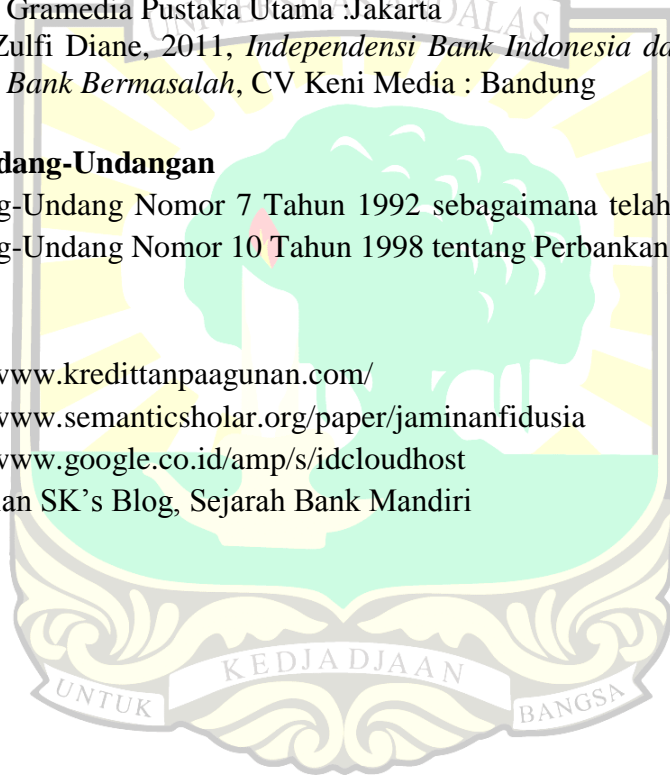 Gramedia Pustaka Utama :Jakarta
UNIVERSITAS ANDALAS
Zulfi Diane, 2011, Independensi Bank Indonesia
Bank Bermasalah, CV Keni Media : Bandung
dang-Undangan
g-Undang Nomor 7 Tahun 1992 sebagaimana telah
g-Undang Nomor 10 Tahun 1998 tentang Perbankan
www.kredittanpaagunan.com/
www.semanticsholar.org/paper/jaminanfidusia
www.google.co.id/amp/s/idcloudhost
an SK’s Blog, Sejarah Bank Mandiri
UNTUK KEDJADJAAN BANGSA